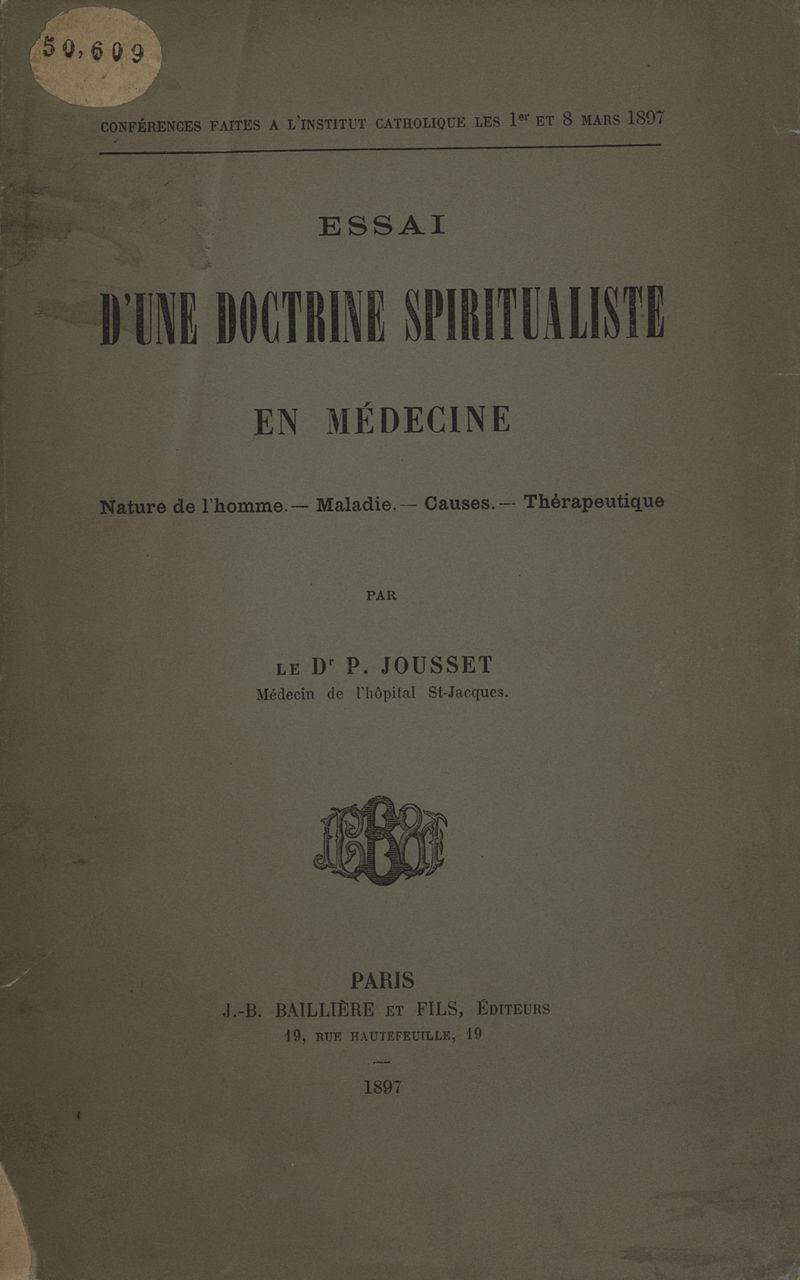 50,609
CONFÉRENCES FAITES A L'INSTITUT CATHOLIQUE LES 1er ET 8 MARS 1897
ESSAI
D'UNE DOCTRINE SPIRITUALISTE
EN MÉDECINE
Nature de l'homme. — Maladie. — Causes. — Thérapeutique
PAR
LE Dr P. JOUSSET
Médecin de l'hôpital St-Jacques.
PARIS
J.-B. BAILLIÈRE ET FILS, ÉDITEURS
19, RUE HAUTEFEUILLE, 19
—
1897